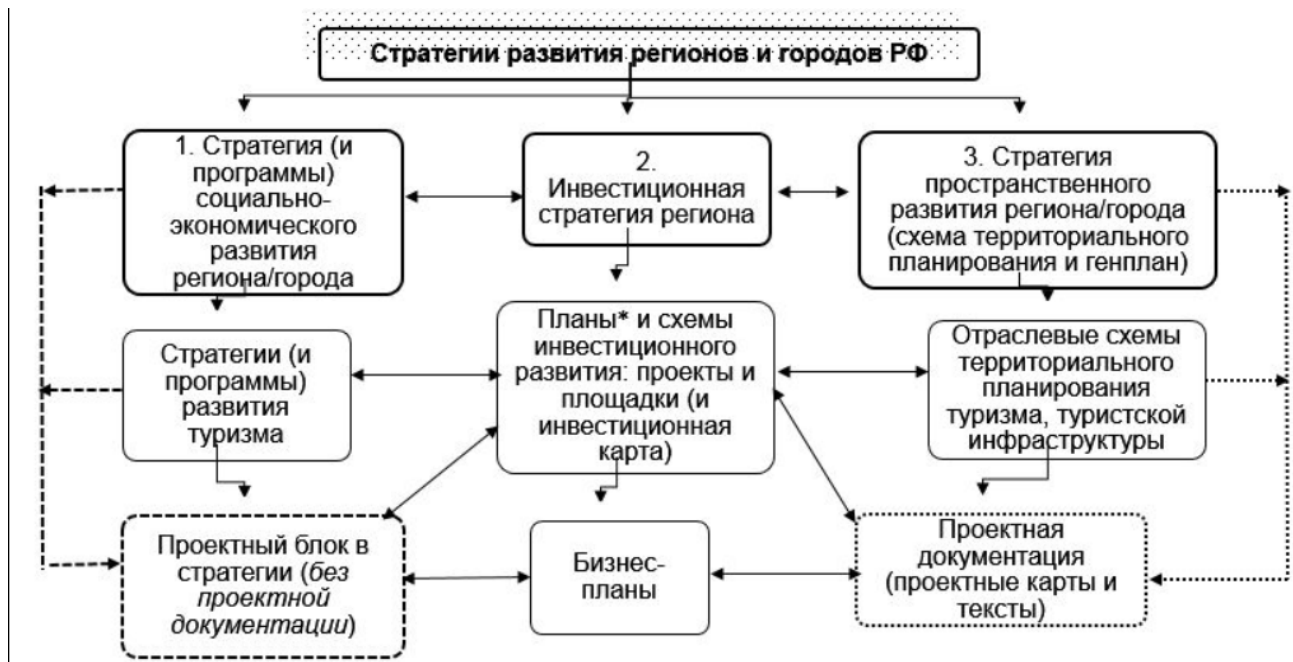 Стратегии развития регионов и городов РФ
1. Стратегия (и
программы)
социально-
экономического
развития
региона/города
2.
Инвестиционная
стратегия региона
3. Стратегия
пространственного
развития региона/города
(схема территориального
планирования и генплан)
Стратегии (и
программы)
развития
туризма
Планы* и схемы
инвестиционного
развития: проекты и
площадки (и
инвестиционная
карта)
Отраслевые схемы
территориального
планирования
туризма, туристской
инфраструктуры
Проектный блок в
стратегии (без
проектной
документации)
Бизнес-
планы
Проектная
документация
(проектные карты и
тексты)